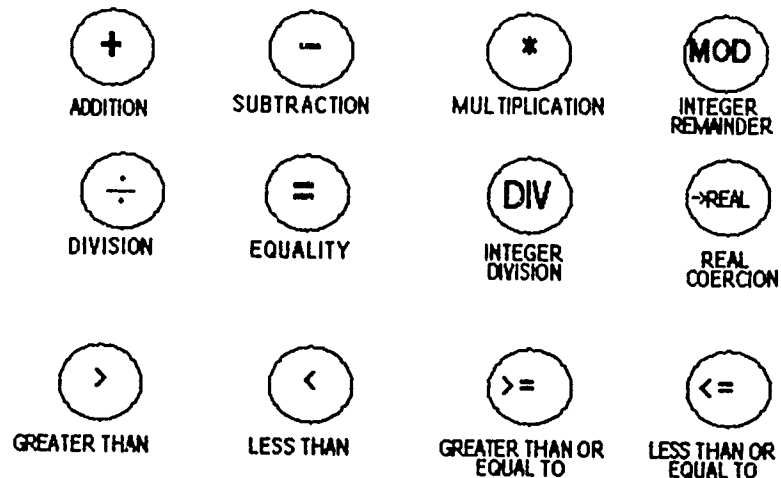 + - * MOD
ADDITION SUBTRACTION MULTIPLICATION INTEGER
REMAINDER
÷ = DIV ->REAL
DIVISION EQUALITY INTEGER REAL
DIVISION COERCION
> < >= <=
GREATER THAN LESS THAN GREATER THAN OR LESS THAN OR
EQUAL TO EQUAL TO